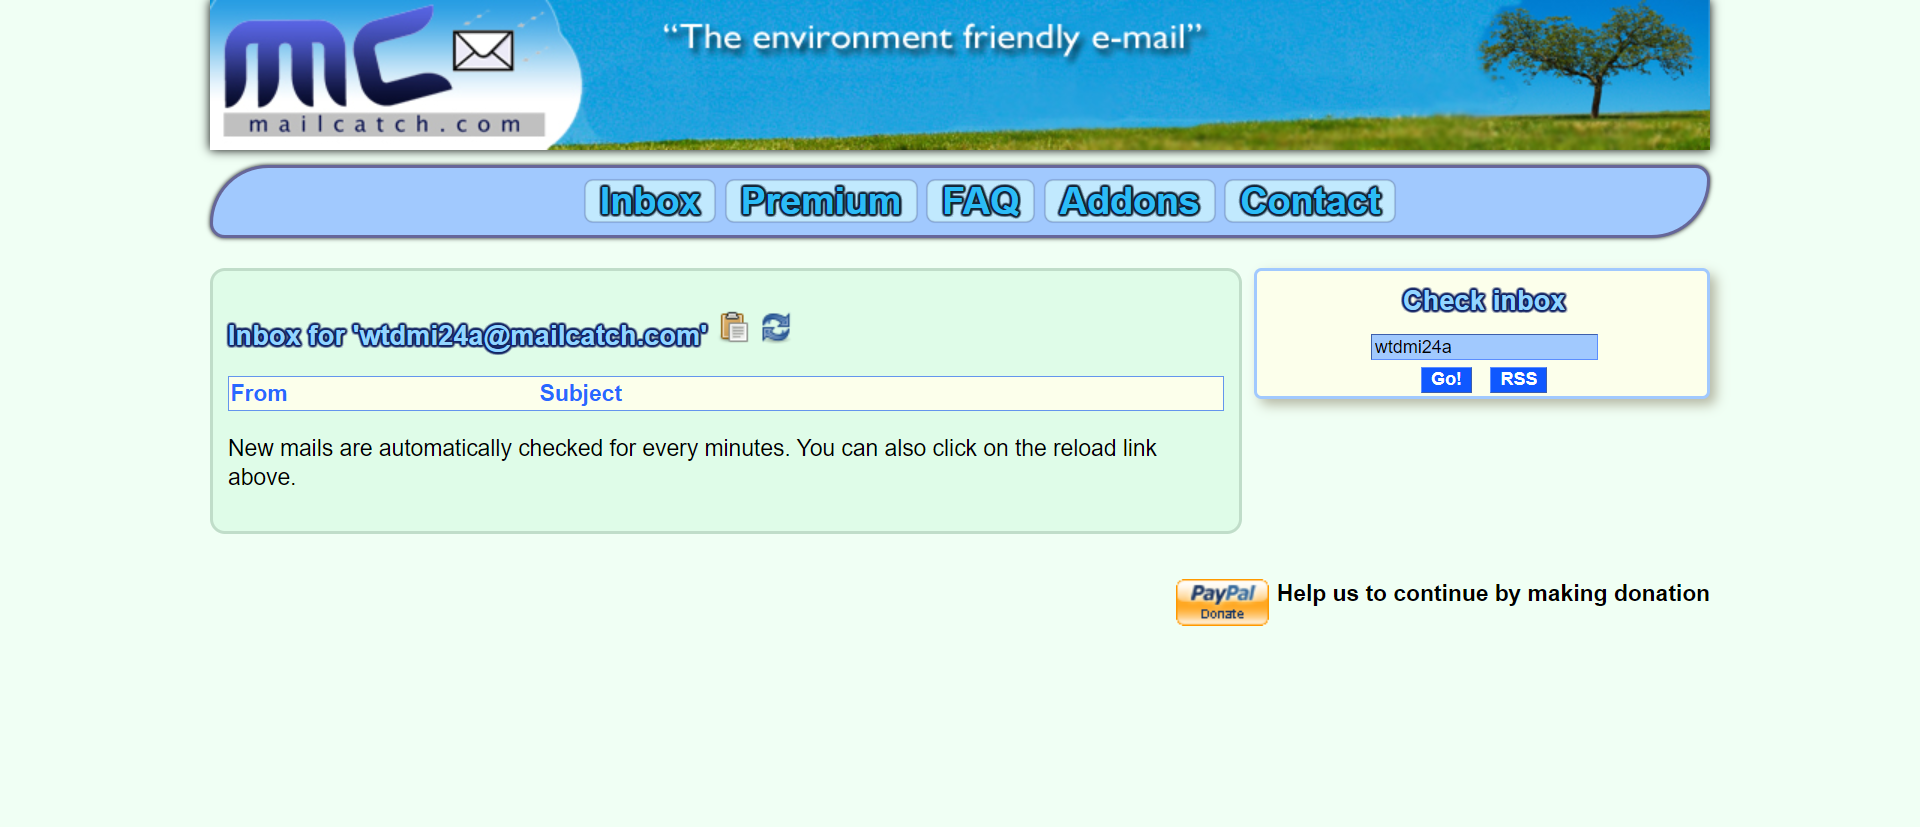 mc
mailcatch.com
“The environment friendly e-mail”
Inbox Premium FAQ Addons Contact
Inbox for 'wtdmi24a@mailcatch.com'
From Subject
New mails are automatically checked for every minutes. You can also click on the reload link
above.
Check inbox
wtdmi24a
Go! RSS
PayPal
Donate
Help us to continue by making donation